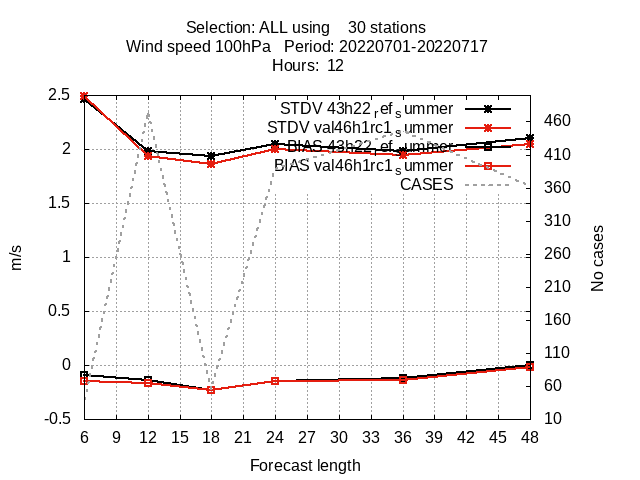 Selection: ALL using 30 stations
Wind speed 100hPa Period: 20220701-20220717
Hours: 12
2.5
2
1.5
1
0.5
0
-0.5
m/s
STDV 43h22_ref_summer
STDV val46h1rc1_summer
BIAS 43h22_ref_summer
BIAS val46h1rc1_summer
CASES
460
410
360
310
260
210
160
110
60
10
No cases
6 9 12 15 18 21 24 27 30 33 36 39 42 45 48
Forecast length